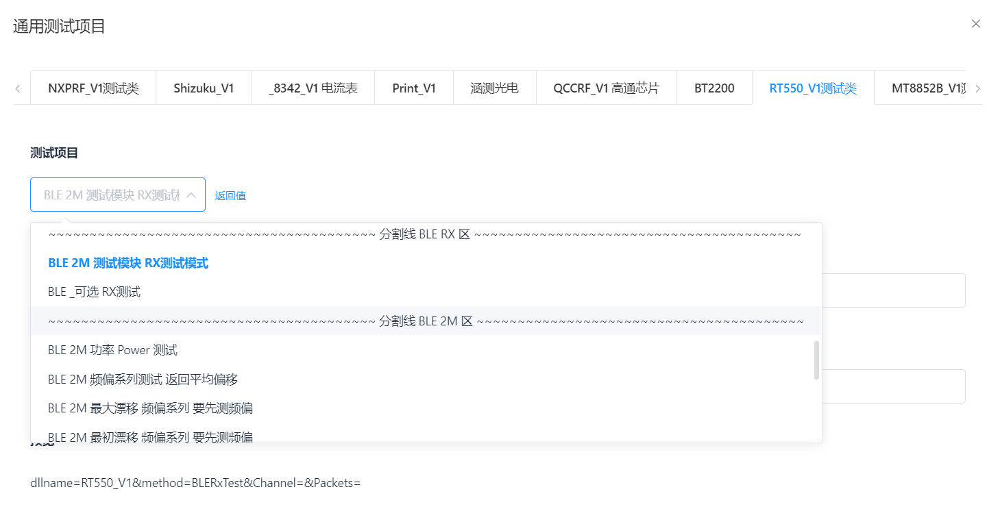 通用测试项目
NXPRF_V1测试类 Shizuku_V1 _8342_V1 电流表 Print_V1 涵测光电 QCCRF_V1 高通芯片 BT2200 RT550_V1测试类 MT8852B_V1
测试项目
BLE 2M 测试模块 RX测试 返回值
~~~~~~~~~~~~~~~~~~~~~~~~~~~~~~~~~~~~~~~~ 分割线 BLE RX 区 ~~~~~~~~~~~~~~~~~~~~~~~~~~~~~~~~~~~~~~~~
BLE 2M 测试模块 RX测试模式
BLE _可选 RX测试
~~~~~~~~~~~~~~~~~~~~~~~~~~~~~~~~~~~~~~~~ 分割线 BLE 2M 区 ~~~~~~~~~~~~~~~~~~~~~~~~~~~~~~~~~~~~~~~~
BLE 2M 功率 Power 测试
BLE 2M 频偏系列测试 返回平均偏移
BLE 2M 最大漂移 频偏系列 要先测频偏
BLE 2M 最初漂移 频偏系列 要先测频偏
dllname=RT550_V1&method=BLERxTest&Channel=&Packets=